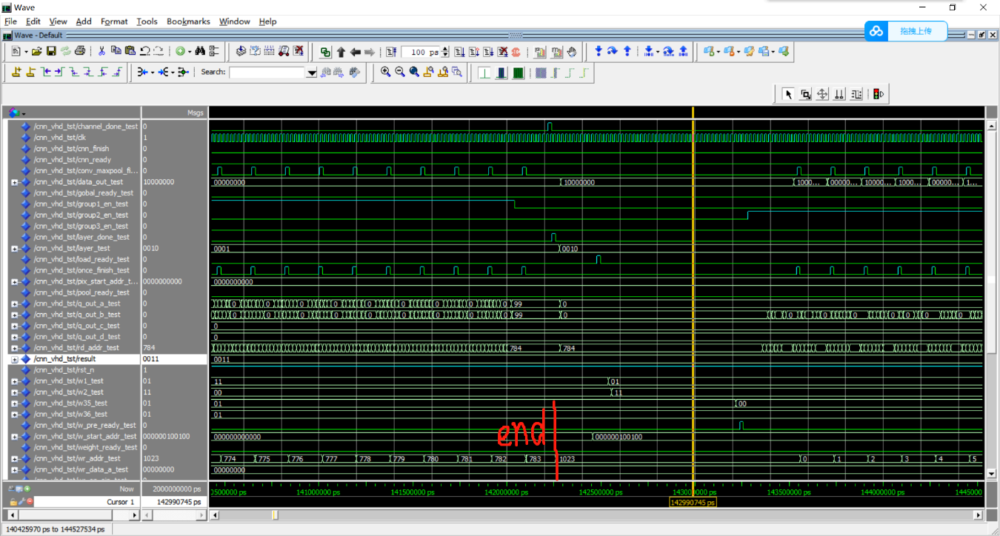 Wave
File Edit View Add Format Tools Bookmarks Window Help
Wave - Default
拖拽上传
100 ps
Search:
Msgs
/cnn_vhd_tst/channel_done_test 0
/cnn_vhd_tst/clk 1
/cnn_vhd_tst/cnn_finish 0
/cnn_vhd_tst/cnn_ready 0
/cnn_vhd_tst/conv_maxpool_fi... 0
/cnn_vhd_tst/data_out_test 10000000 00000000 10000000 1000... 00000... 10000... 1000... 00000... 1...
/cnn_vhd_tst/gobal_ready_test 0
/cnn_vhd_tst/group1_en_test 0
/cnn_vhd_tst/group2_en_test 0
/cnn_vhd_tst/group3_en_test 0
/cnn_vhd_tst/layer_done_test 0
/cnn_vhd_tst/layer_test 0010 0001 0010
/cnn_vhd_tst/load_ready_test 0
/cnn_vhd_tst/once_finish_test 0
/cnn_vhd_tst/pix_start_addr_t... 0000000000 0000000000
/cnn_vhd_tst/pool_ready_test 0
/cnn_vhd_tst/q_out_a_test 0 0 0 0 0 0 0 0 0 0 99 0
/cnn_vhd_tst/q_out_b_test 0 0 0 0 0 0 0 0 0 0 99 0 0 0 0 0 0 0
/cnn_vhd_tst/q_out_c_test 0 0
/cnn_vhd_tst/q_out_d_test 0 0
/cnn_vhd_tst/rd_addr_test 784 784 784
/cnn_vhd_tst/result 0011 0011
/cnn_vhd_tst/rst_n 1
/cnn_vhd_tst/w1_test 01 11 01
/cnn_vhd_tst/w2_test 11 00 11
/cnn_vhd_tst/w35_test 01 01 00
/cnn_vhd_tst/w36_test 01 01
/cnn_vhd_tst/w_pre_ready_test 0
end
/cnn_vhd_tst/w_start_addr_test 000000100100 000000000000 000000100100
/cnn_vhd_tst/weight_ready_test 0
/cnn_vhd_tst/wr_addr_test 1023 774 775 776 777 778 779 780 781 782 783 1023 0 1 2 3 4 5
/cnn_vhd_tst/wr_data_a_test 00000000 00000000
Now 2000000000 ps 0500000 ps 141000000 ps 141500000 ps 142000000 ps 142500000 ps 143000000 ps 143500000 ps 144000000 ps 1445000
Cursor 1 142990745 ps 142990745 ps
140425970 ps to 144527534 ps